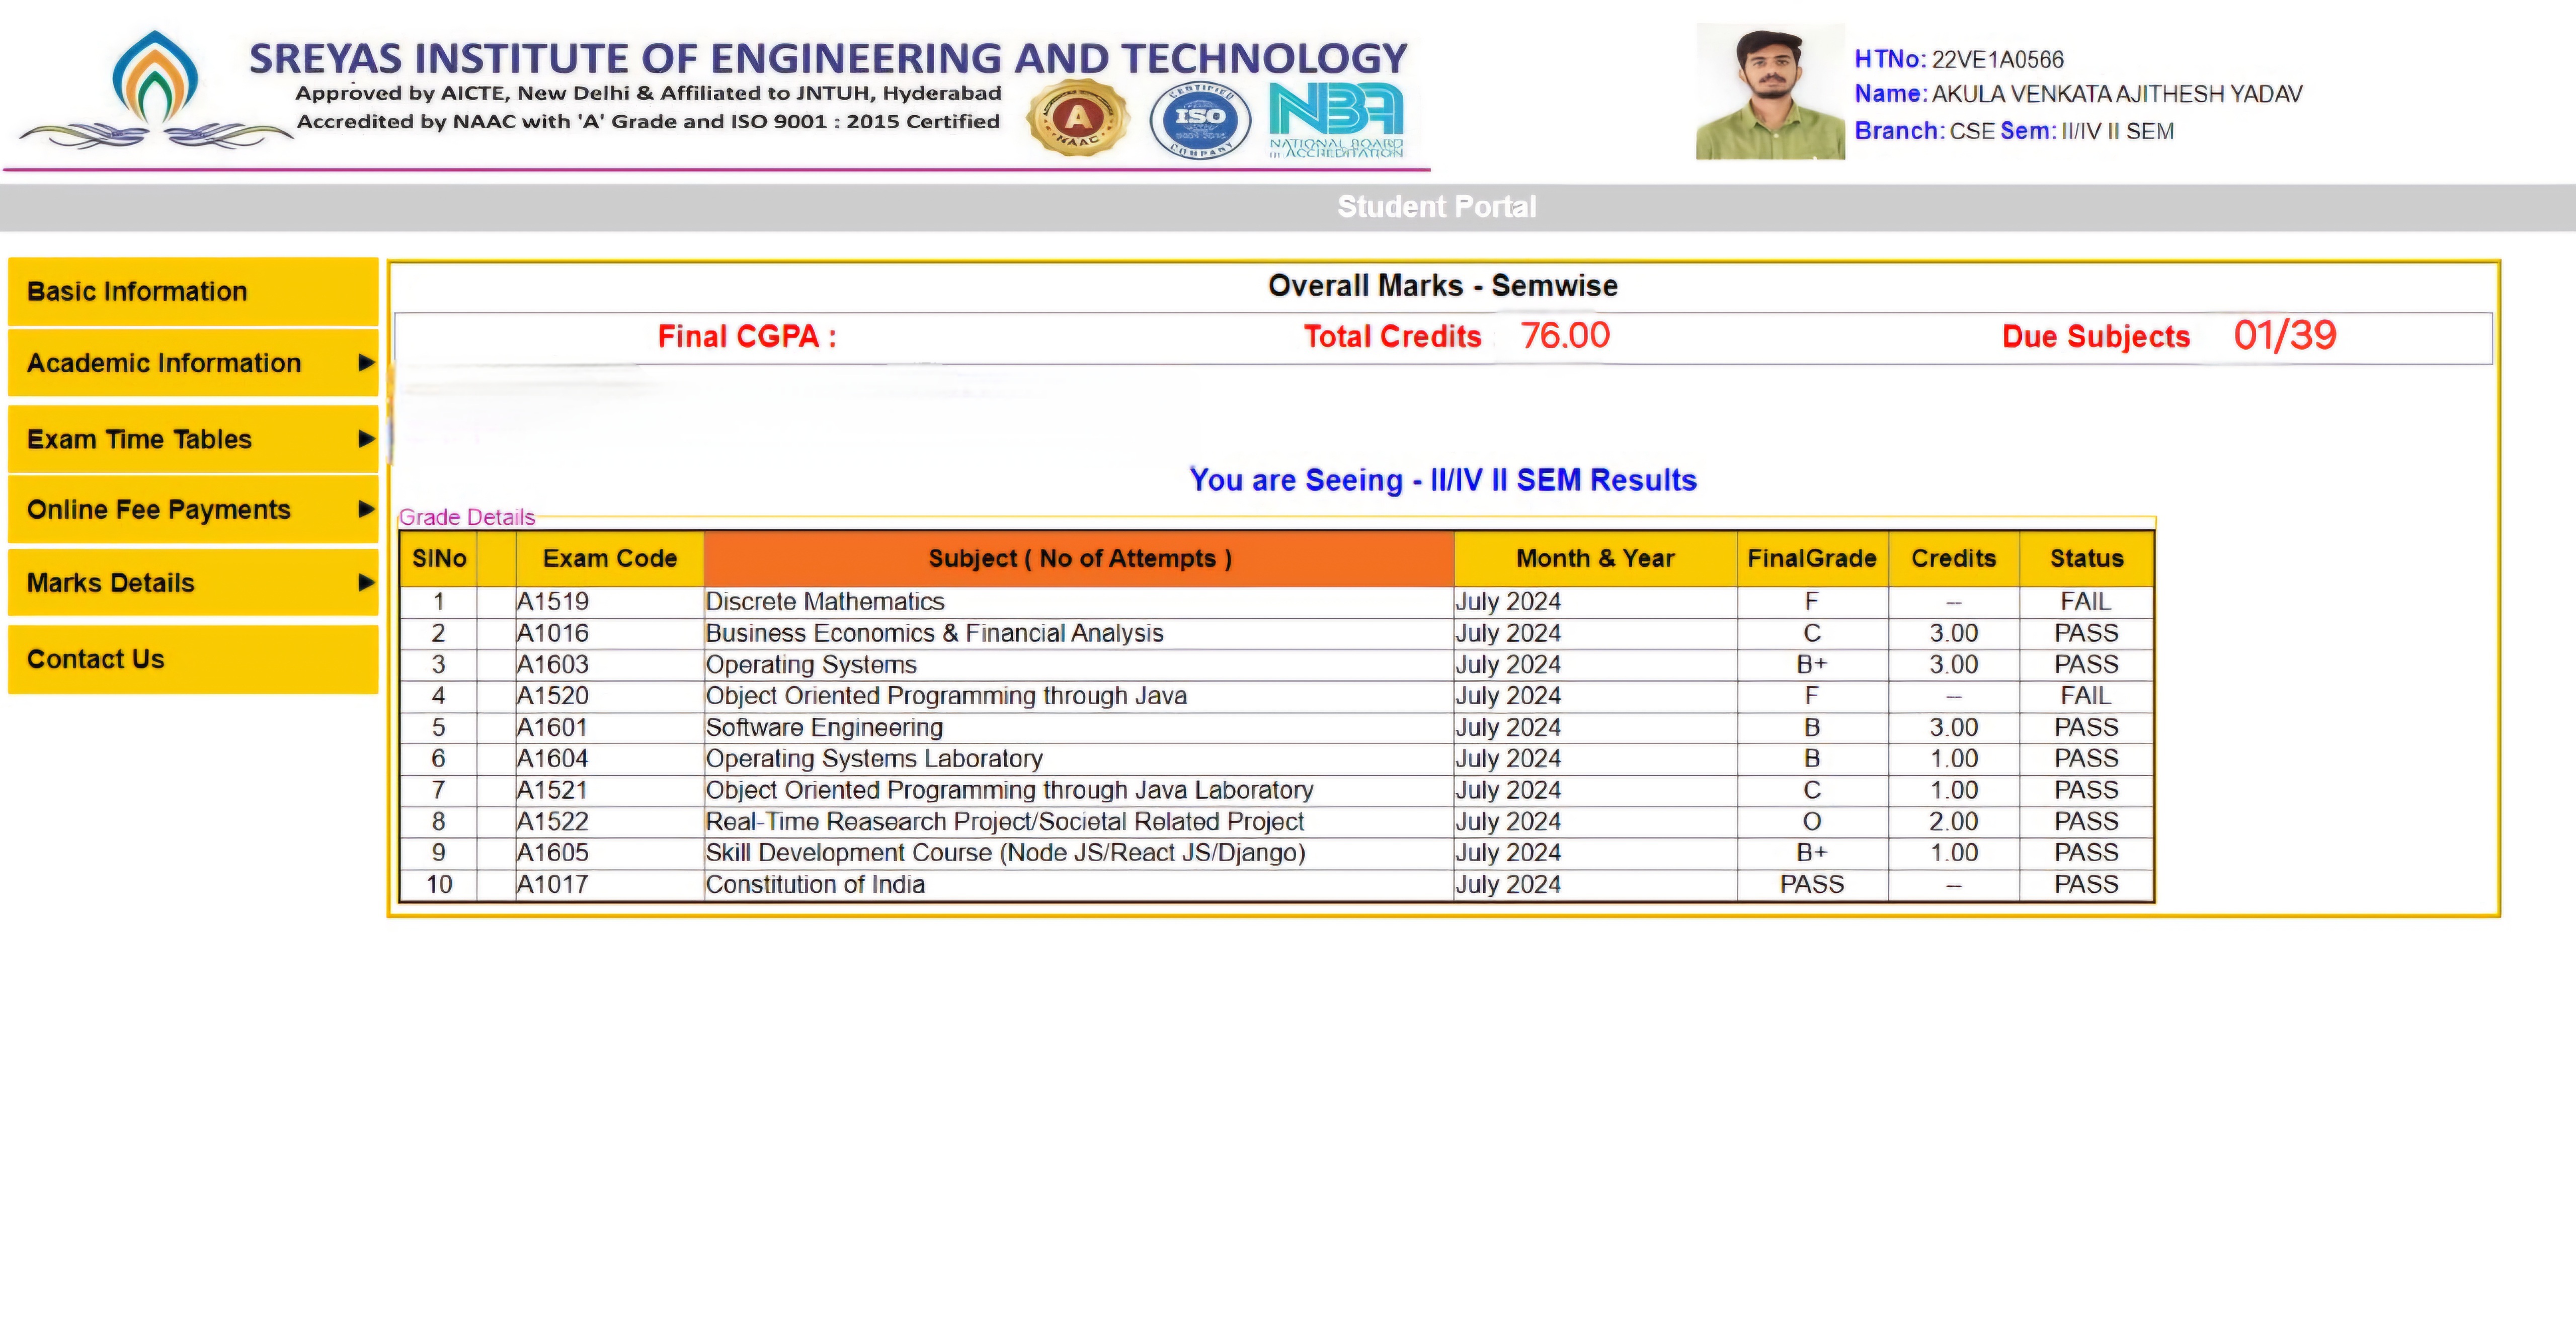 SREYAS INSTITUTE OF ENGINEERING AND TECHNOLOGY
Approved by AICTE, New Delhi & Affiliated to JNTUH, Hyderabad
Accredited by NAAC with 'A' Grade and ISO 9001 : 2015 Certified
A
NAAC
CERTIFIED
ISO
COMPANY
NBA
NATIONAL BOARD
in ACCREDITATION
HTNo: 22VE1A0566
Name: AKULA VENKATA AJITHESH YADAV
Branch: CSE Sem: II/IV II SEM
Student Portal
Basic Information
Academic Information
Exam Time Tables
Online Fee Payments
Marks Details
Contact Us
Overall Marks - Semwise
Final CGPA : Total Credits 76.00 Due Subjects 01/39
You are Seeing - II/IV II SEM Results
Grade Details
SlNo Exam Code Subject ( No of Attempts ) Month & Year FinalGrade Credits Status
1 A1519 Discrete Mathematics July 2024 F -- FAIL
2 A1016 Business Economics & Financial Analysis July 2024 C 3.00 PASS
3 A1603 Operating Systems July 2024 B+ 3.00 PASS
4 A1520 Object Oriented Programming through Java July 2024 F -- FAIL
5 A1601 Software Engineering July 2024 B 3.00 PASS
6 A1604 Operating Systems Laboratory July 2024 B 1.00 PASS
7 A1521 Object Oriented Programming through Java Laboratory July 2024 C 1.00 PASS
8 A1522 Real-Time Reasearch Project/Societal Related Project July 2024 O 2.00 PASS
9 A1605 Skill Development Course (Node JS/React JS/Django) July 2024 B+ 1.00 PASS
10 A1017 Constitution of India July 2024 PASS -- PASS